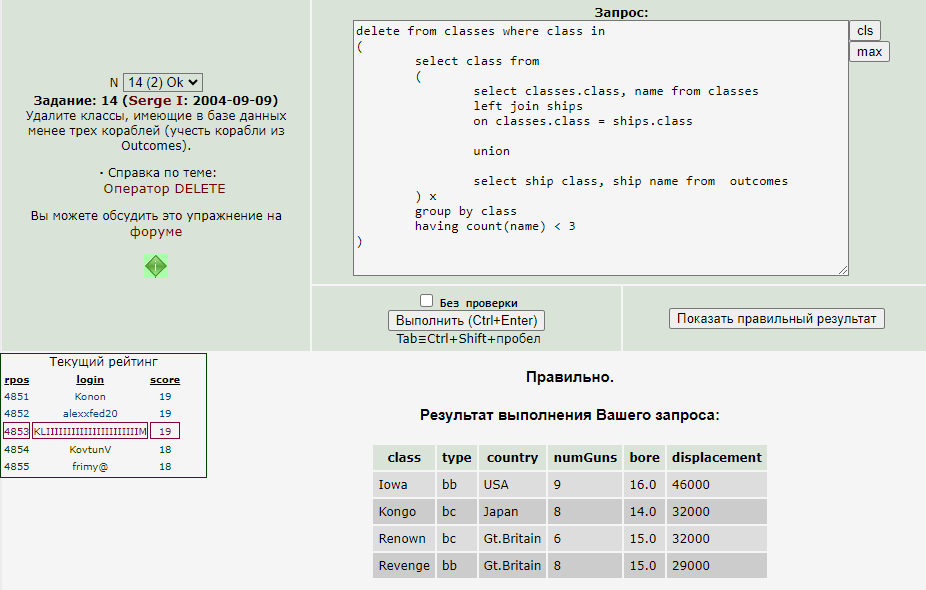 N 14 (2) Ok
Задание: 14 (Serge I: 2004-09-09)
Удалите классы, имеющие в базе данных
менее трех кораблей (учесть корабли из
Outcomes).
· Справка по теме:
Оператор DELETE
Вы можете обсудить это упражнение на
форуме
Запрос:
delete from classes where class in
(
select class from
(
select classes.class, name from classes
left join ships
on classes.class = ships.class
union
select ship class, ship name from  outcomes
) x
group by class
having count(name) < 3
)
cls
max
Без проверки
Выполнить (Ctrl+Enter)
Tab≡Ctrl+Shift+пробел
Показать правильный результат
Текущий рейтинг
rpos login score
4851 Konon 19
4852 alexxfed20 19
4853 KLIIIIIIIIIIIIIIIIIIIIIIM 19
4854 KovtunV 18
4855 frimy@ 18
Правильно.
Результат выполнения Вашего запроса:
class type country numGuns bore displacement
Iowa bb USA 9 16.0 46000
Kongo bc Japan 8 14.0 32000
Renown bc Gt.Britain 6 15.0 32000
Revenge bb Gt.Britain 8 15.0 29000